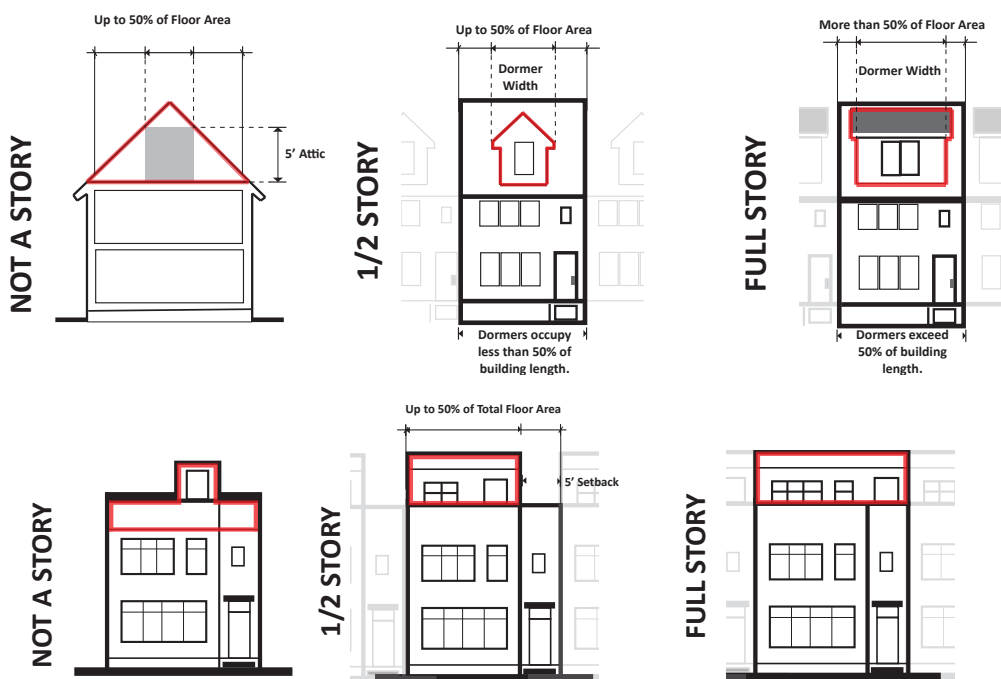 Up to 50% of Floor Area
5' Attic
NOT A STORY
Up to 50% of Floor Area
Dormer
Width
1/2 STORY
Dormers occupy
less than 50% of
building length.
More than 50% of Floor Area
Dormer Width
FULL STORY
Dormers exceed
50% of building
length.
NOT A STORY
Up to 50% of Total Floor Area
5' Setback
1/2 STORY
FULL STORY